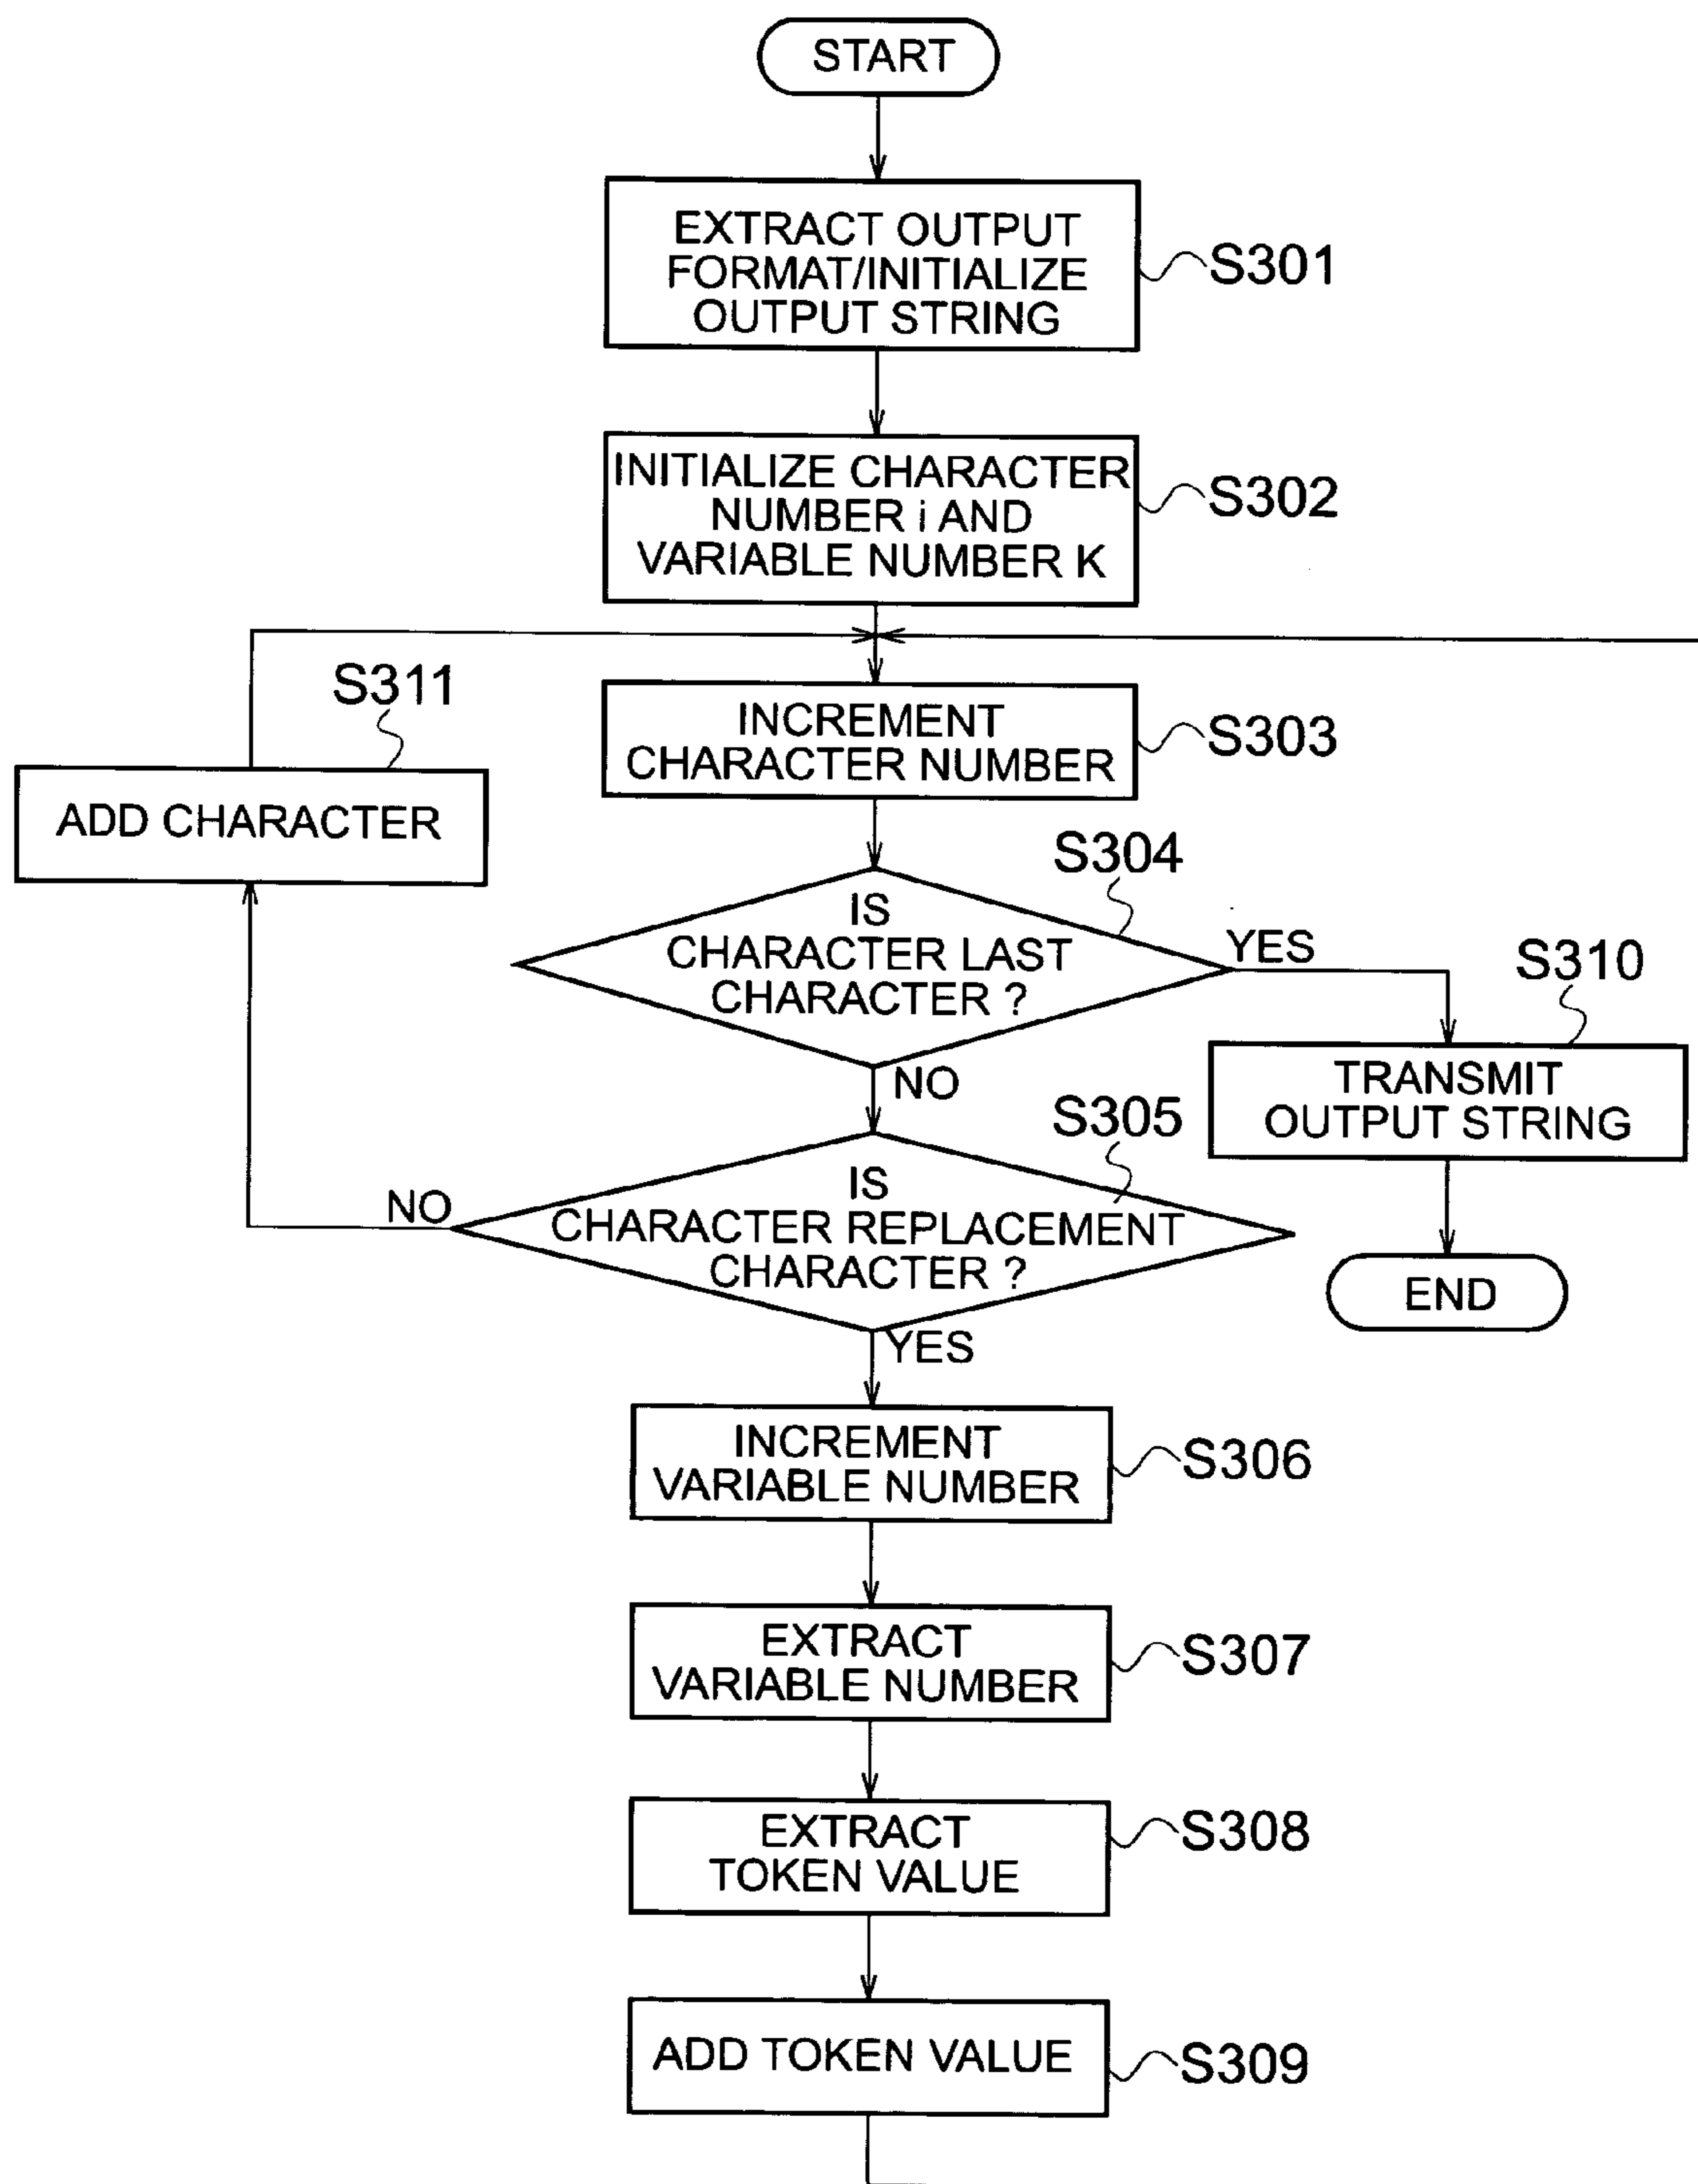 START
EXTRACT OUTPUT
FORMAT/INITIALIZE
OUTPUT STRING
S301
INITIALIZE CHARACTER
NUMBER i AND
VARIABLE NUMBER K
S302
S311
ADD CHARACTER
INCREMENT
CHARACTER NUMBER
S303
S304
IS
CHARACTER LAST
CHARACTER ?
YES
NO
S310
TRANSMIT
OUTPUT STRING
END
S305
IS
CHARACTER REPLACEMENT
CHARACTER ?
NO
YES
INCREMENT
VARIABLE NUMBER
S306
EXTRACT
VARIABLE NUMBER
S307
EXTRACT
TOKEN VALUE
S308
ADD TOKEN VALUE
S309